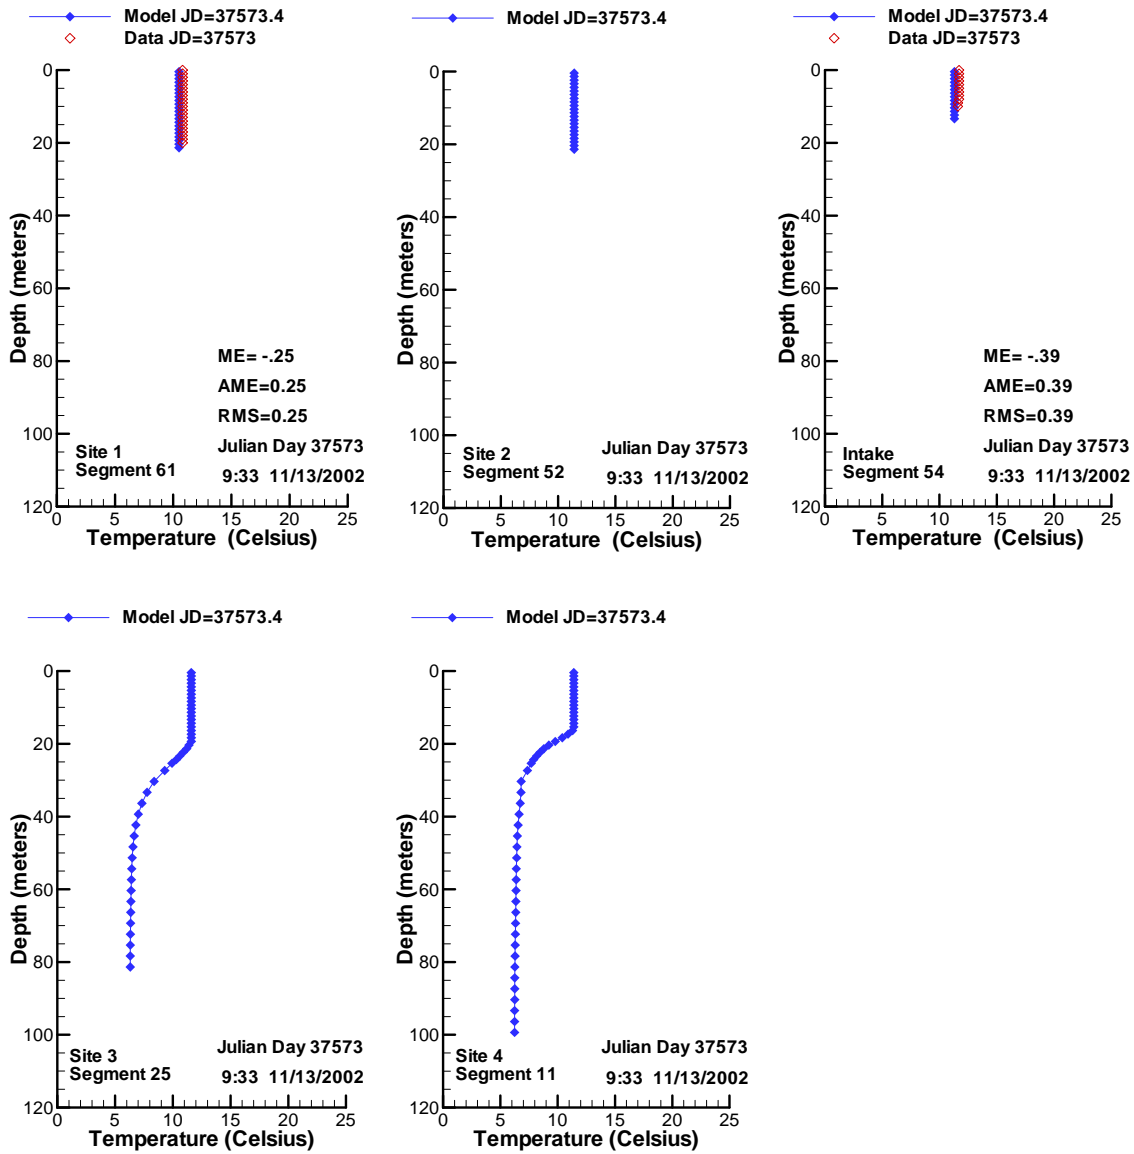 Model JD=37573.4
Data JD=37573
0
20
40
60
80
100
120
Depth (meters)
0 5 10 15 20 25
Temperature (Celsius)
ME= -.25
AME=0.25
RMS=0.25
Site 1
Segment 61
Julian Day 37573
9:33 11/13/2002
Model JD=37573.4
0
20
40
60
80
100
120
Depth (meters)
0 5 10 15 20 25
Temperature (Celsius)
Site 2
Segment 52
Julian Day 37573
9:33 11/13/2002
Model JD=37573.4
Data JD=37573
0
20
40
60
80
100
120
Depth (meters)
0 5 10 15 20 25
Temperature (Celsius)
ME= -.39
AME=0.39
RMS=0.39
Intake
Segment 54
Julian Day 37573
9:33 11/13/2002
Model JD=37573.4
0
20
40
60
80
100
120
Depth (meters)
0 5 10 15 20 25
Temperature (Celsius)
Site 3
Segment 25
Julian Day 37573
9:33 11/13/2002
Model JD=37573.4
0
20
40
60
80
100
120
Depth (meters)
0 5 10 15 20 25
Temperature (Celsius)
Site 4
Segment 11
Julian Day 37573
9:33 11/13/2002